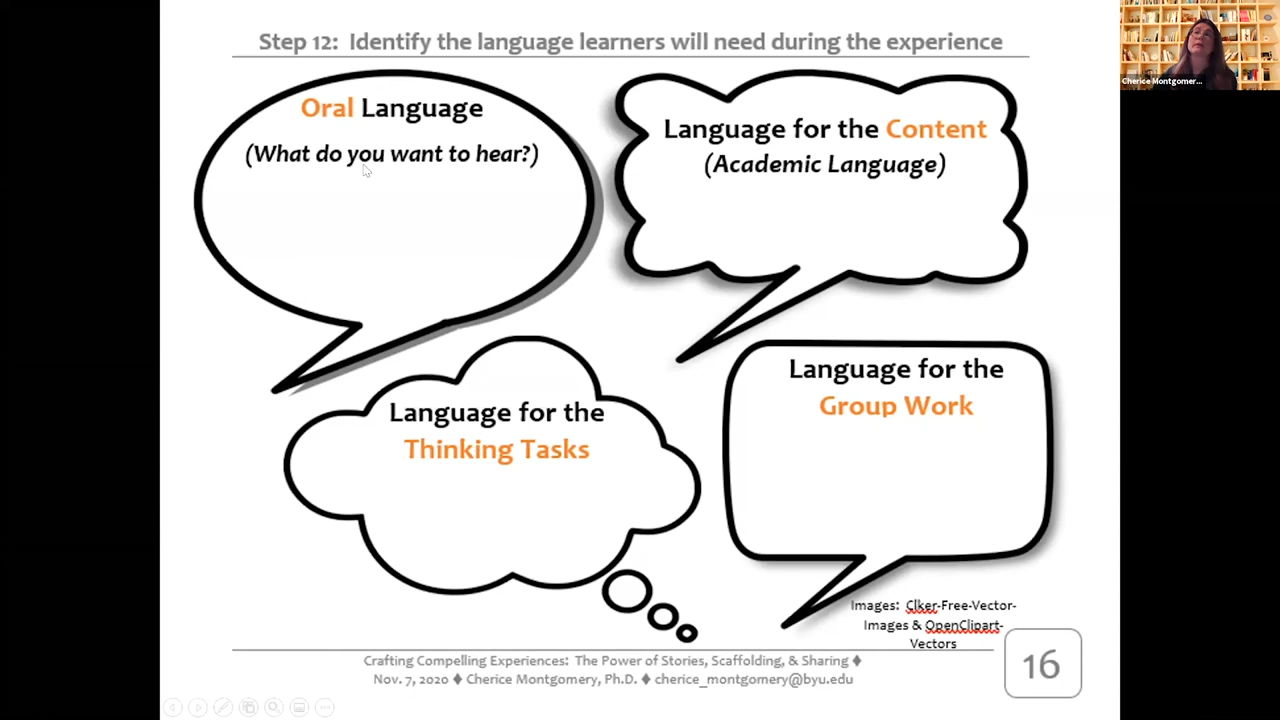 Step 12: Identify the language learners will need during the experience
Cherice Montgomer...
Oral Language
(What do you want to hear?)
Language for the Content
(Academic Language)
Language for the
Thinking Tasks
Language for the
Group Work
Images: Clker-Free-Vector-
Images & OpenClipart-
Vectors
Crafting Compelling Experiences: The Power of Stories, Scaffolding, & Sharing ♦
Nov. 7, 2020 ♦ Cherice Montgomery, Ph.D. ♦ cherice_montgomery@byu.edu
16